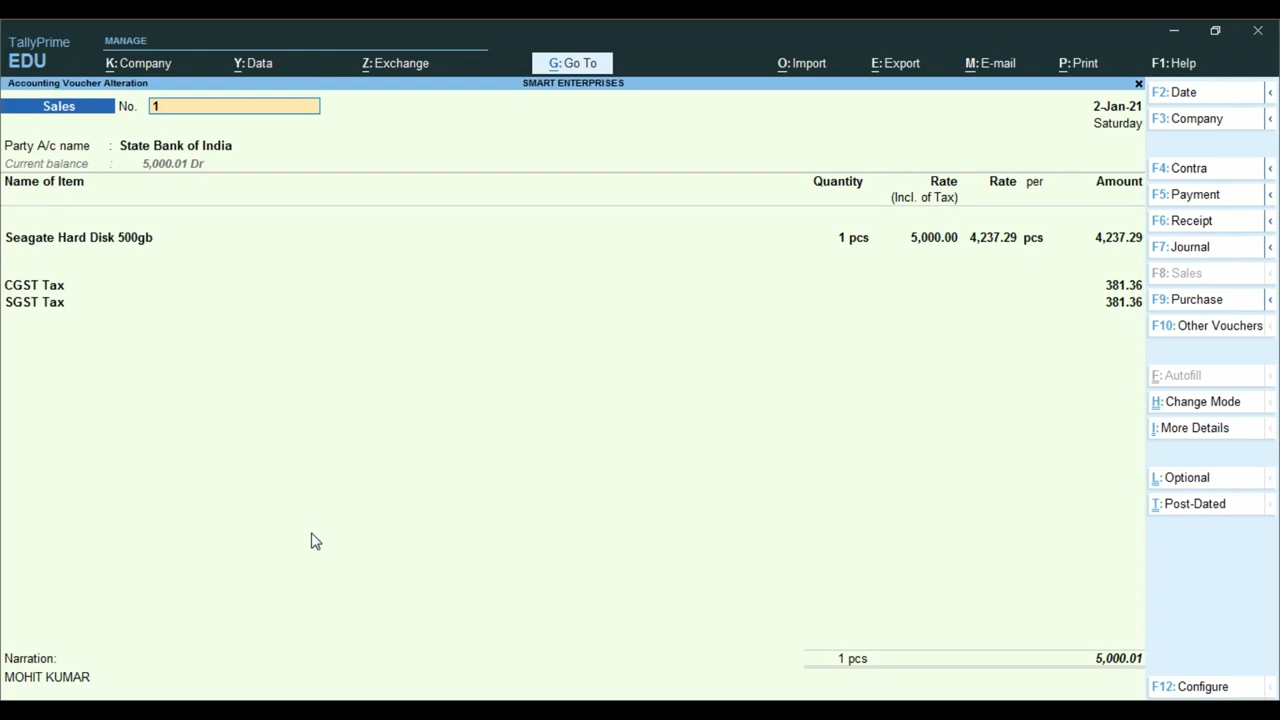 TallyPrime MANAGE
EDU K: Company Y: Data Z: Exchange G: Go To O: Import E: Export M: E-mail P: Print F1: Help
Accounting Voucher Alteration SMART ENTERPRISES
Sales No. 1 2-Jan-21
Saturday
Party A/c name : State Bank of India
Current balance : 5,000.01 Dr
Name of Item Quantity Rate Rate per Amount
(Incl. of Tax)
Seagate Hard Disk 500gb 1 pcs 5,000.00 4,237.29 pcs 4,237.29
CGST Tax 381.36
SGST Tax 381.36
Narration: 1 pcs 5,000.01
MOHIT KUMAR
F2: Date
F3: Company
F4: Contra
F5: Payment
F6: Receipt
F7: Journal
F8: Sales
F9: Purchase
F10: Other Vouchers
E: Autofill
H: Change Mode
I: More Details
L: Optional
T: Post-Dated
F12: Configure